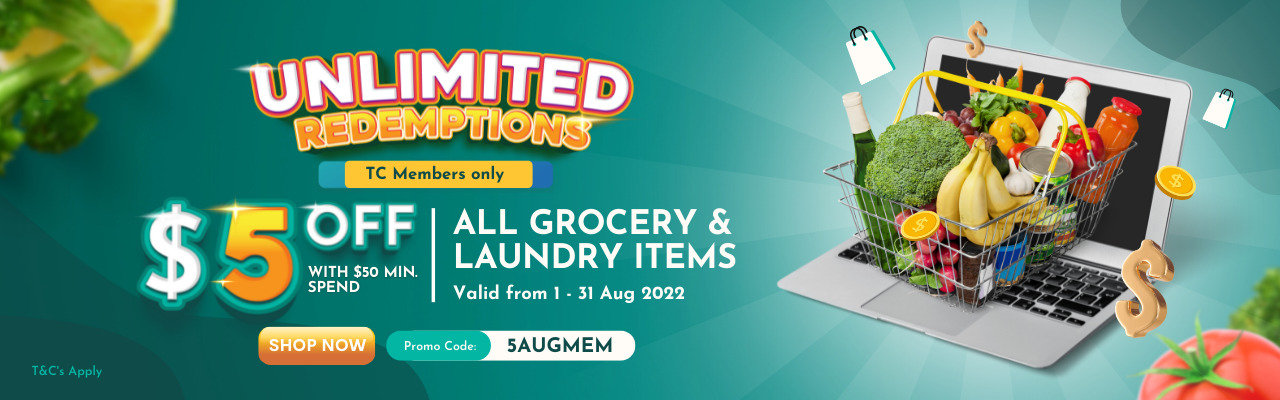 UNLIMITED
REDEMPTIONS
TC Members only
$5 OFF
WITH $50 MIN.
SPEND
ALL GROCERY &
LAUNDRY ITEMS
Valid from 1 - 31 Aug 2022
SHOP NOW
Promo Code:
5AUGMEM
T&C's Apply